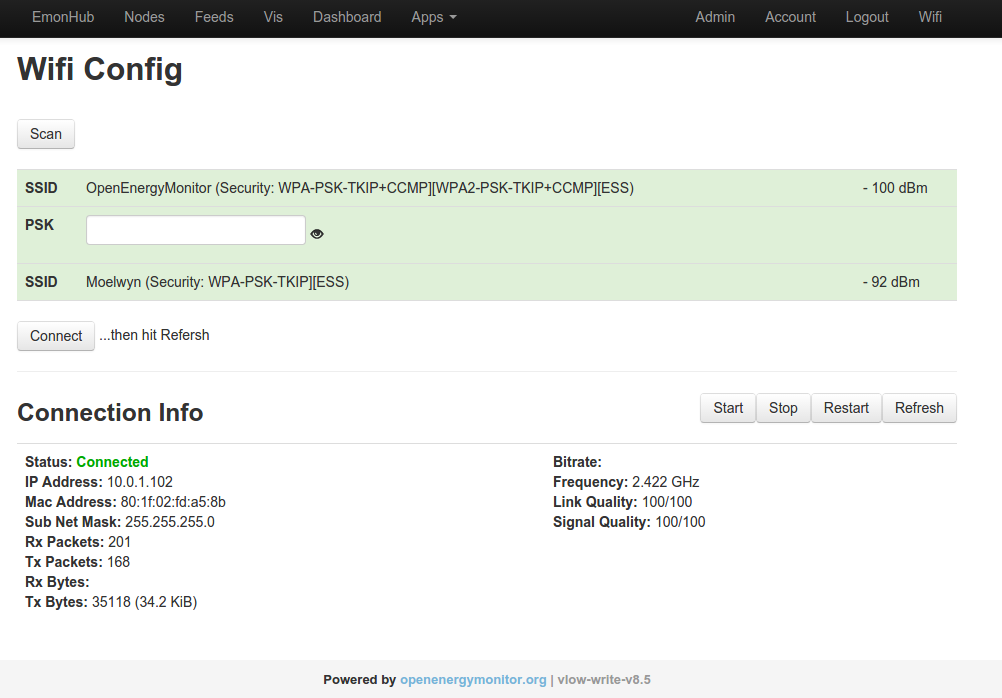 EmonHub Nodes Feeds Vis Dashboard Apps Admin Account Logout Wifi
Wifi Config
Scan
SSID OpenEnergyMonitor (Security: WPA-PSK-TKIP+CCMP][WPA2-PSK-TKIP+CCMP][ESS) - 100 dBm
PSK
SSID Moelwyn (Security: WPA-PSK-TKIP][ESS) - 92 dBm
Connect ...then hit Refersh
Connection Info Start Stop Restart Refresh
Status: Connected Bitrate:
IP Address: 10.0.1.102 Frequency: 2.422 GHz
Mac Address: 80:1f:02:fd:a5:8b Link Quality: 100/100
Sub Net Mask: 255.255.255.0 Signal Quality: 100/100
Rx Packets: 201
Tx Packets: 168
Rx Bytes:
Tx Bytes: 35118 (34.2 KiB)
Powered by openenergymonitor.org | vlow-write-v8.5